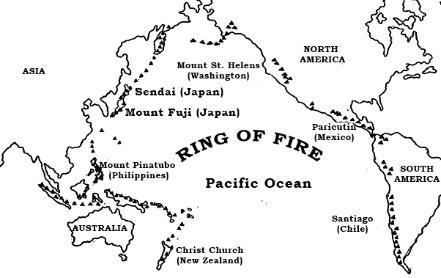 NORTH
AMERICA
ASIA
Mount St. Helens
(Washington)
Sendai (Japan)
Mount Fuji (Japan)
RING OF FIRE
Paricutin
(Mexico)
Mount Pinatubo
(Philippines)
Pacific Ocean
SOUTH
AMERICA
Santiago
(Chile)
AUSTRALIA
Christ Church
(New Zealand)